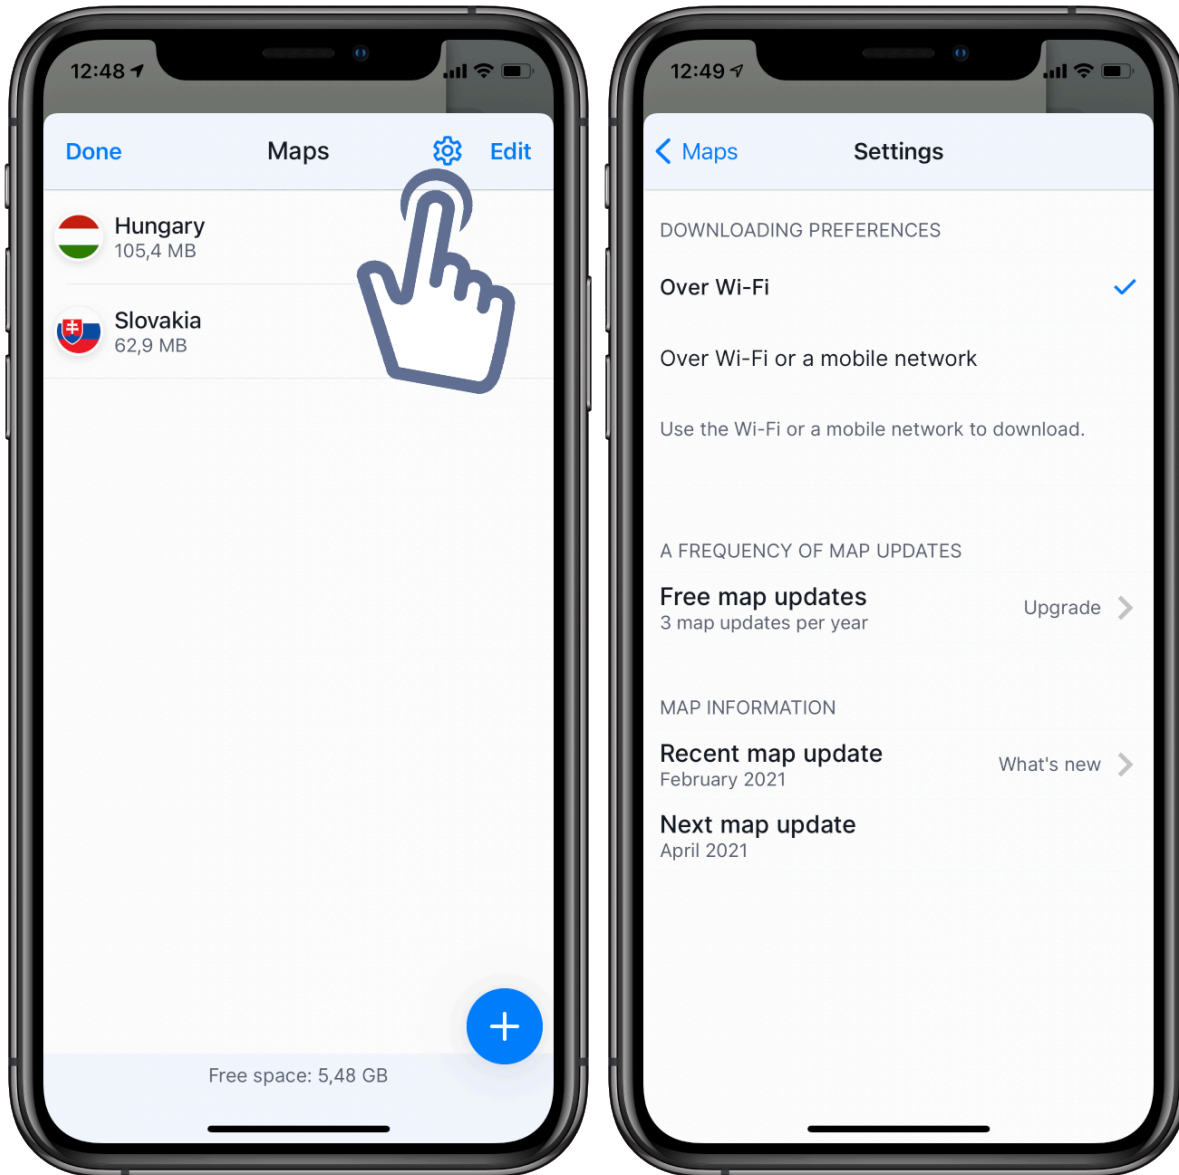 12:48
Done Maps Edit
Hungary
105,4 MB
Slovakia
62,9 MB
Free space: 5,48 GB
12:49
Maps Settings
DOWNLOADING PREFERENCES
Over Wi-Fi
Over Wi-Fi or a mobile network
Use the Wi-Fi or a mobile network to download.
A FREQUENCY OF MAP UPDATES
Free map updates
3 map updates per year
Upgrade
MAP INFORMATION
Recent map update
February 2021
What's new
Next map update
April 2021